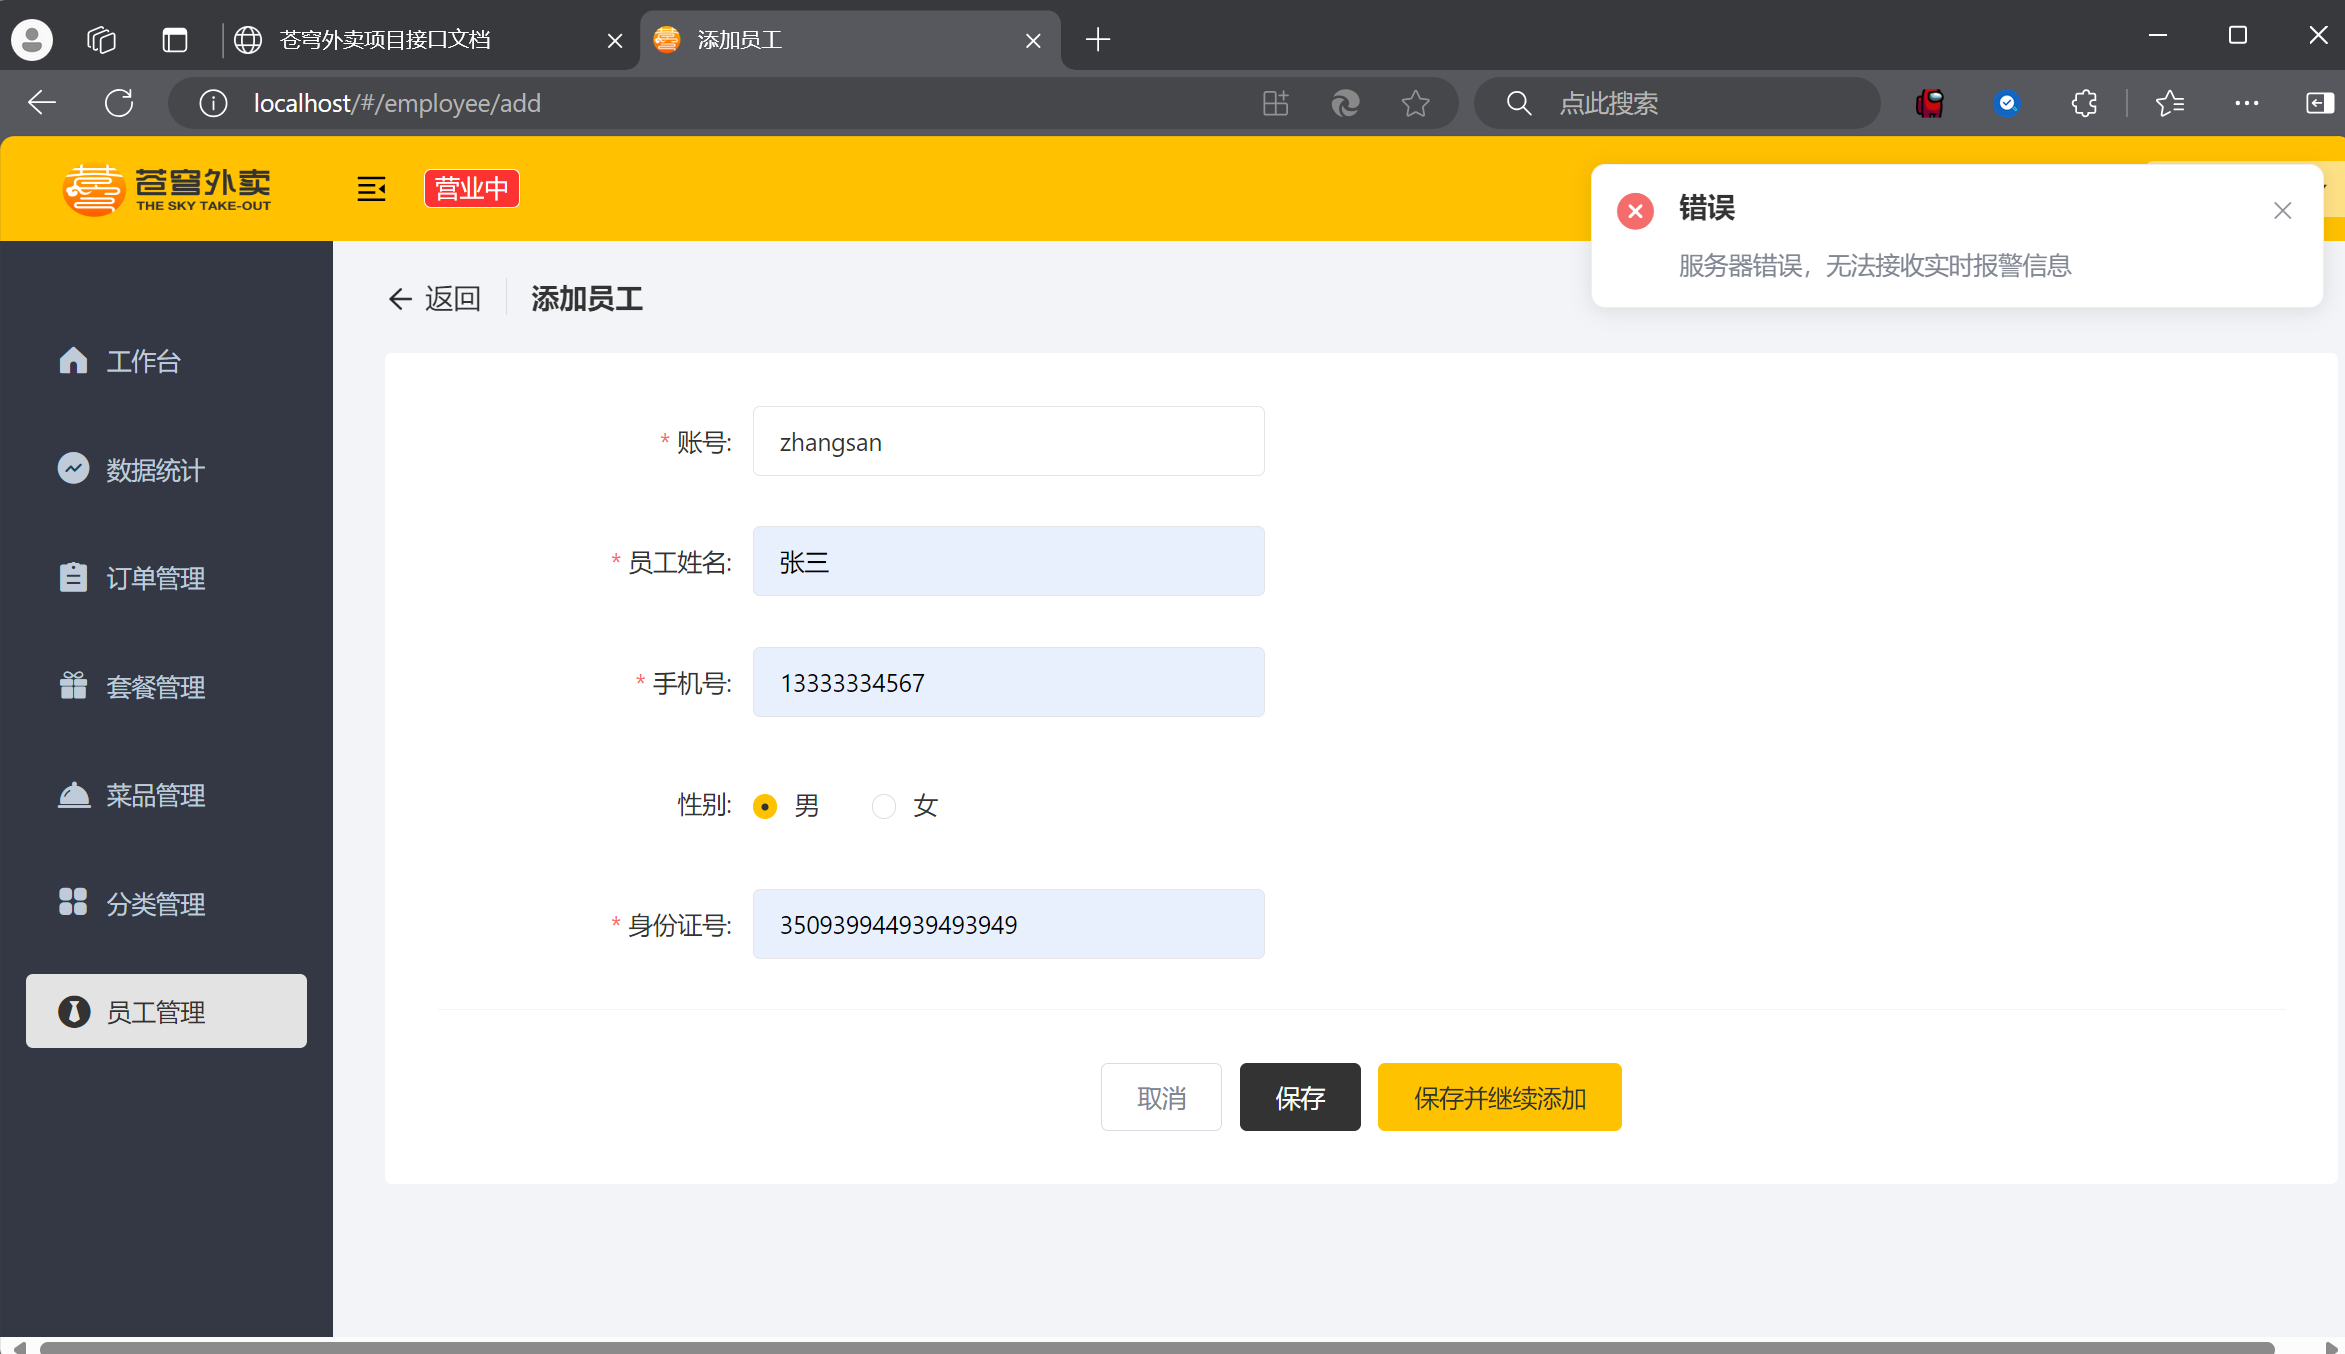 苍穹外卖项目接口文档
添加员工
localhost/#/employee/add
点此搜索
苍穹外卖
THE SKY TAKE-OUT
营业中
错误
服务器错误，无法接收实时报警信息
返回
添加员工
工作台
数据统计
订单管理
套餐管理
菜品管理
分类管理
员工管理
* 账号: zhangsan
* 员工姓名: 张三
* 手机号: 13333334567
性别: 男 女
* 身份证号: 350939944939493949
取消 保存 保存并继续添加